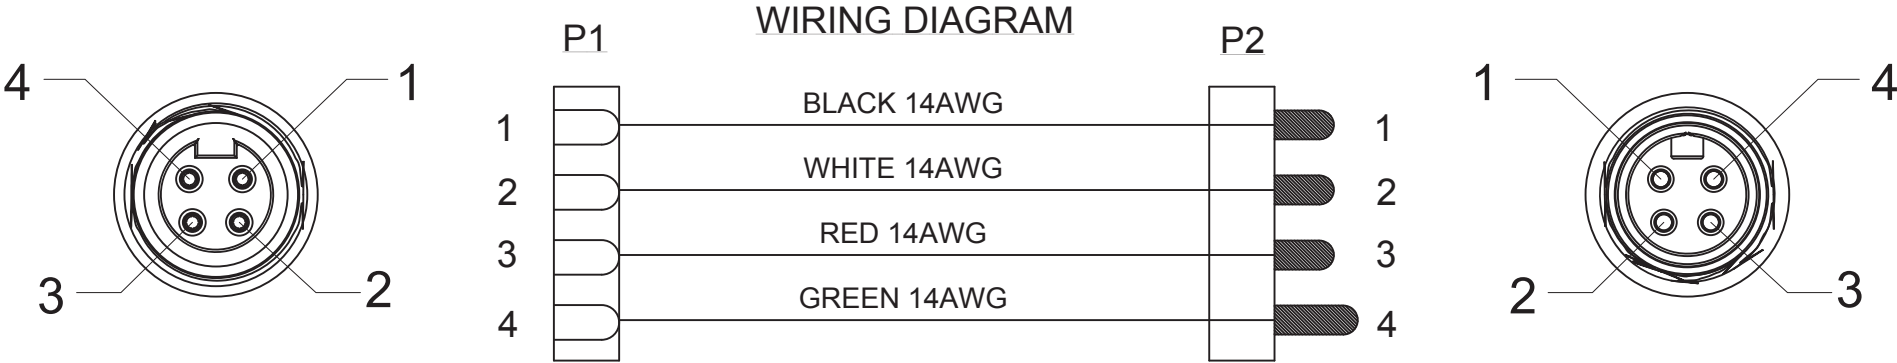 WIRING DIAGRAM
P1 P2
4 1
3 2
1 BLACK 14AWG 1
2 WHITE 14AWG 2
3 RED 14AWG 3
4 GREEN 14AWG 4
1 4
2 3